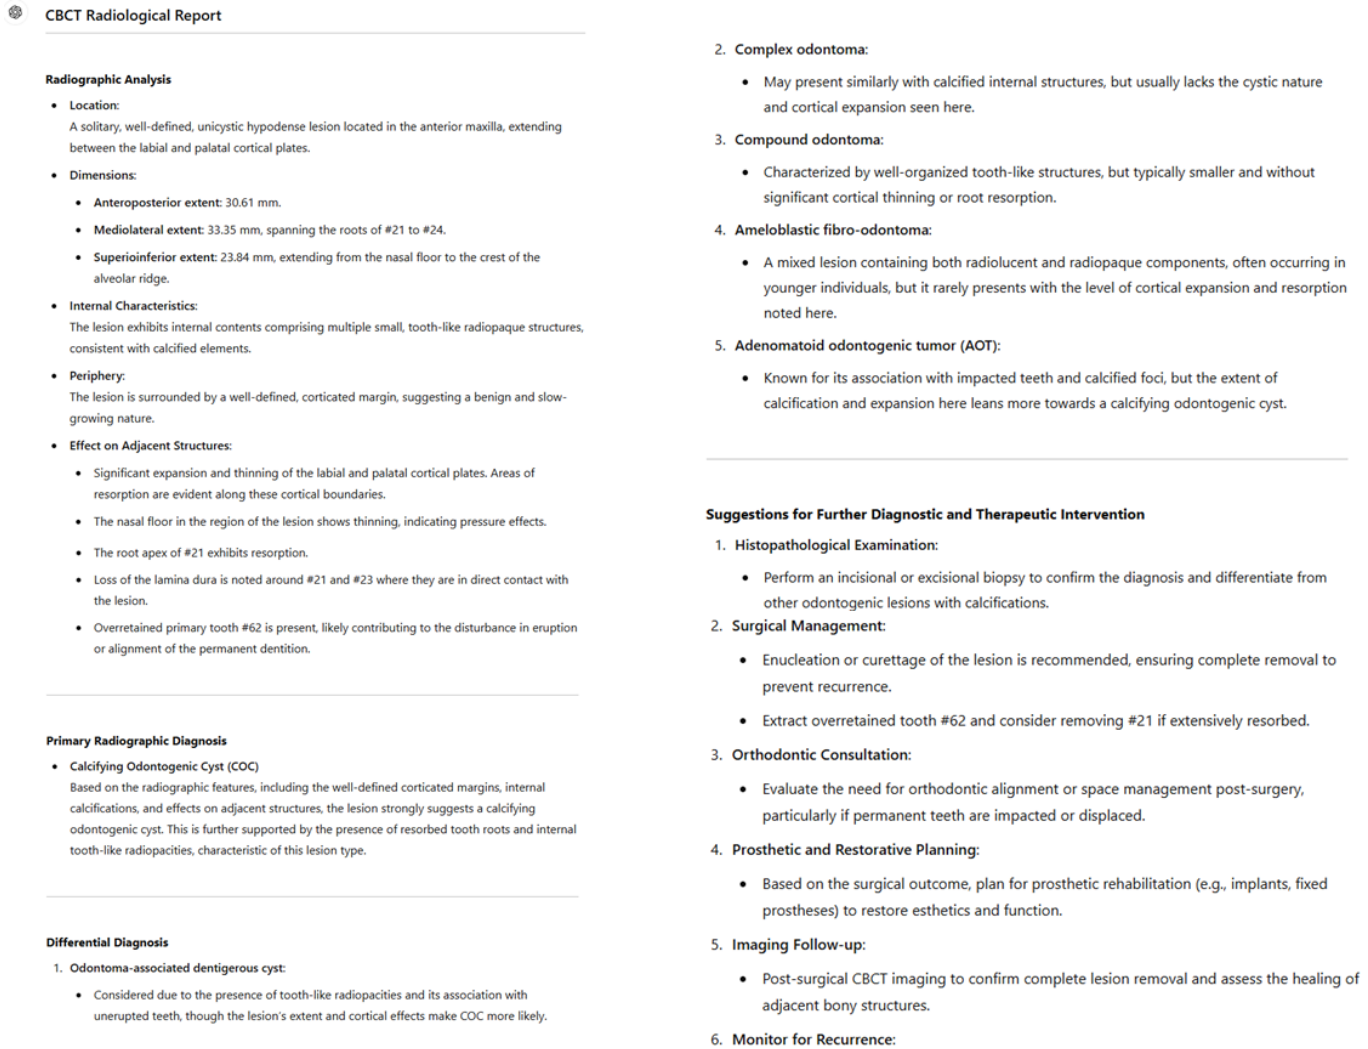 CBCT Radiological Report
Radiographic Analysis
• Location:
A solitary, well-defined, unicystic hypodense lesion located in the anterior maxilla, extending
between the labial and palatal cortical plates.
• Dimensions:
• Anteroposterior extent: 30.61 mm.
• Mediolateral extent: 33.35 mm, spanning the roots of #21 to #24.
• Superioinferior extent: 23.84 mm, extending from the nasal floor to the crest of the
alveolar ridge.
• Internal Characteristics:
The lesion exhibits internal contents comprising multiple small, tooth-like radiopaque structures,
consistent with calcified elements.
• Periphery:
The lesion is surrounded by a well-defined, corticated margin, suggesting a benign and slow-
growing nature.
• Effect on Adjacent Structures:
• Significant expansion and thinning of the labial and palatal cortical plates. Areas of
resorption are evident along these cortical boundaries.
• The nasal floor in the region of the lesion shows thinning, indicating pressure effects.
• The root apex of #21 exhibits resorption.
• Loss of the lamina dura is noted around #21 and #23 where they are in direct contact with
the lesion.
• Overretained primary tooth #62 is present, likely contributing to the disturbance in eruption
or alignment of the permanent dentition.
Primary Radiographic Diagnosis
• Calcifying Odontogenic Cyst (COC)
Based on the radiographic features, including the well-defined corticated margins, internal
calcifications, and effects on adjacent structures, the lesion strongly suggests a calcifying
odontogenic cyst. This is further supported by the presence of resorbed tooth roots and internal
tooth-like radiopacities, characteristic of this lesion type.
Differential Diagnosis
1. Odontoma-associated dentigerous cyst:
• Considered due to the presence of tooth-like radiopacities and its association with
unerupted teeth, though the lesion's extent and cortical effects make COC more likely.
2. Complex odontoma:
• May present similarly with calcified internal structures, but usually lacks the cystic nature
and cortical expansion seen here.
3. Compound odontoma:
• Characterized by well-organized tooth-like structures, but typically smaller and without
significant cortical thinning or root resorption.
4. Ameloblastic fibro-odontoma:
• A mixed lesion containing both radiolucent and radiopaque components, often occurring in
younger individuals, but it rarely presents with the level of cortical expansion and resorption
noted here.
5. Adenomatoid odontogenic tumor (AOT):
• Known for its association with impacted teeth and calcified foci, but the extent of
calcification and expansion here leans more towards a calcifying odontogenic cyst.
Suggestions for Further Diagnostic and Therapeutic Intervention
1. Histopathological Examination:
• Perform an incisional or excisional biopsy to confirm the diagnosis and differentiate from
other odontogenic lesions with calcifications.
2. Surgical Management:
• Enucleation or curettage of the lesion is recommended, ensuring complete removal to
prevent recurrence.
• Extract overretained tooth #62 and consider removing #21 if extensively resorbed.
3. Orthodontic Consultation:
• Evaluate the need for orthodontic alignment or space management post-surgery,
particularly if permanent teeth are impacted or displaced.
4. Prosthetic and Restorative Planning:
• Based on the surgical outcome, plan for prosthetic rehabilitation (e.g., implants, fixed
prostheses) to restore esthetics and function.
5. Imaging Follow-up:
• Post-surgical CBCT imaging to confirm complete lesion removal and assess the healing of
adjacent bony structures.
6. Monitor for Recurrence: